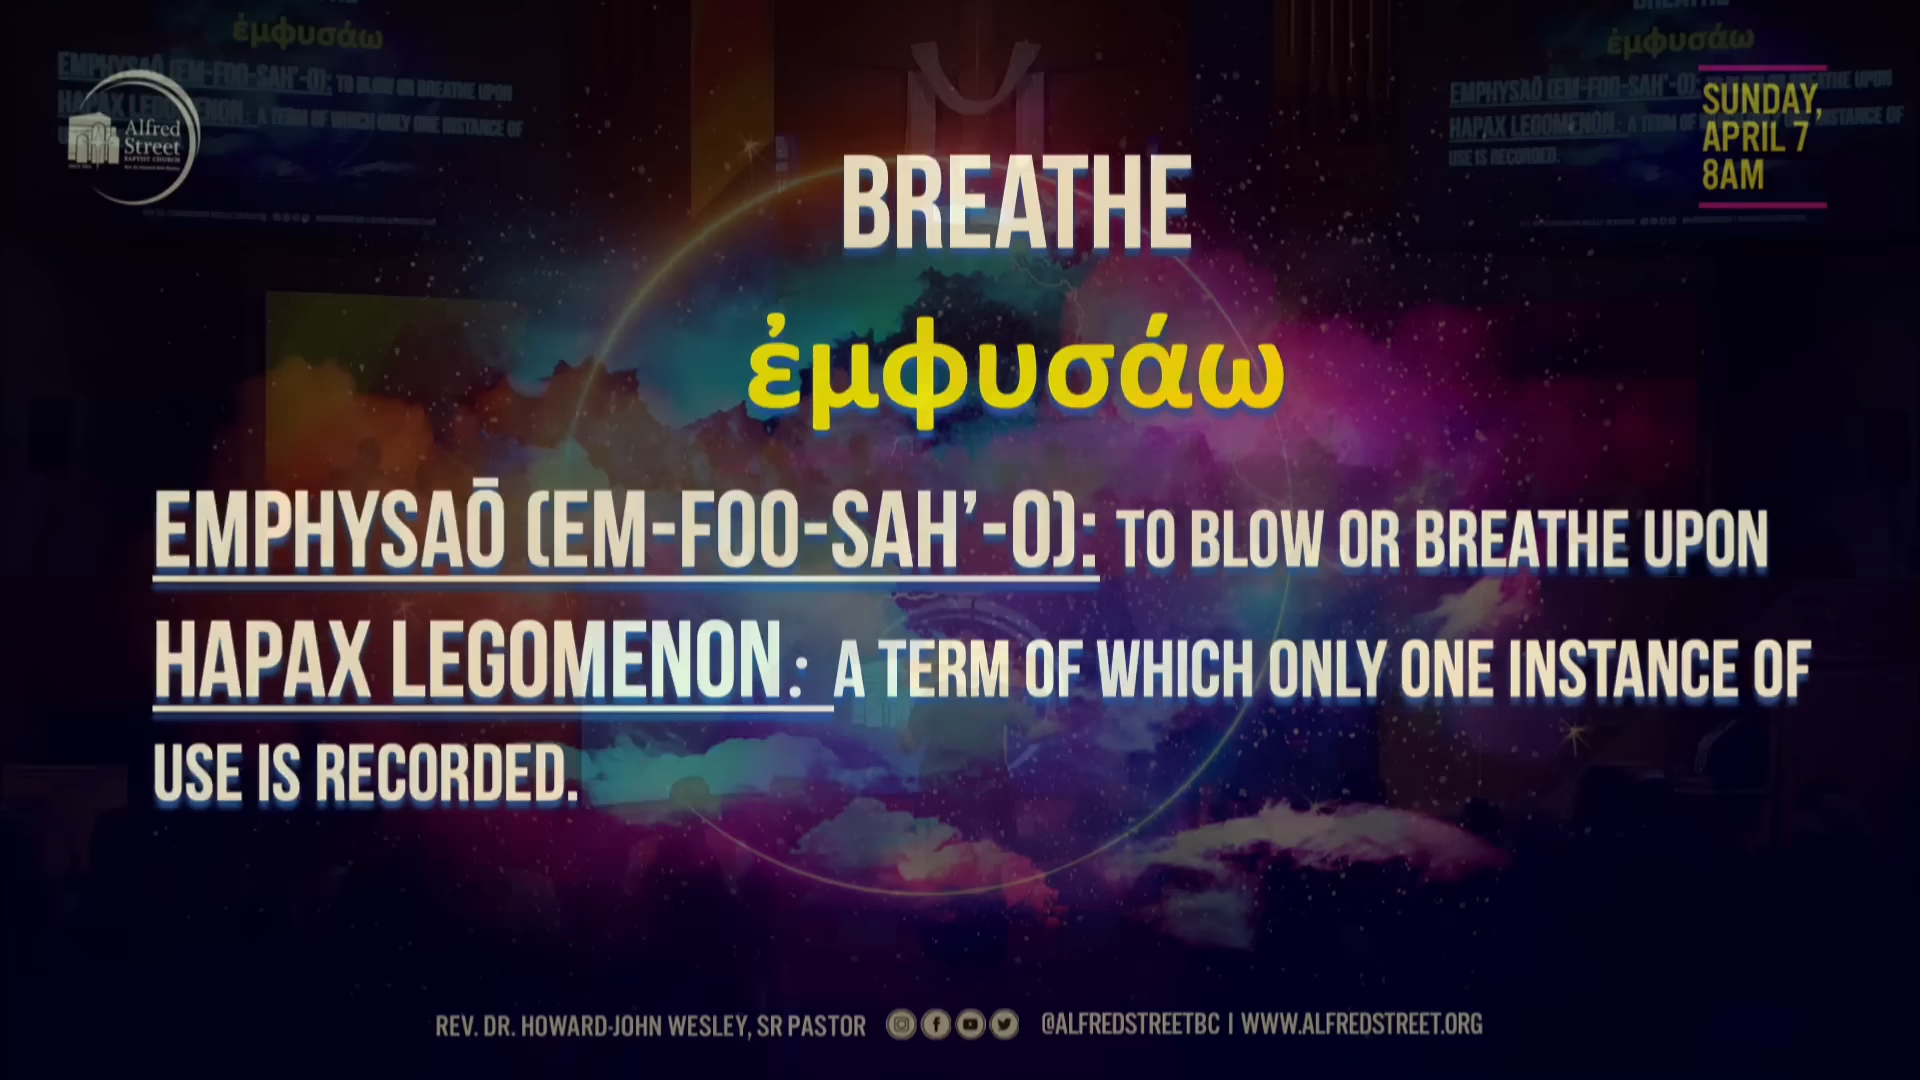 Alfred
Street
BAPTIST CHURCH
SUNDAY,
APRIL 7
8AM
BREATHE
ἐμφυσάω
EMPHYSAŌ (EM-FOO-SAH’-O): TO BLOW OR BREATHE UPON
HAPAX LEGOMENON: A TERM OF WHICH ONLY ONE INSTANCE OF
USE IS RECORDED.
REV. DR. HOWARD-JOHN WESLEY, SR PASTOR @ALFREDSTREETBC | WWW.ALFREDSTREET.ORG